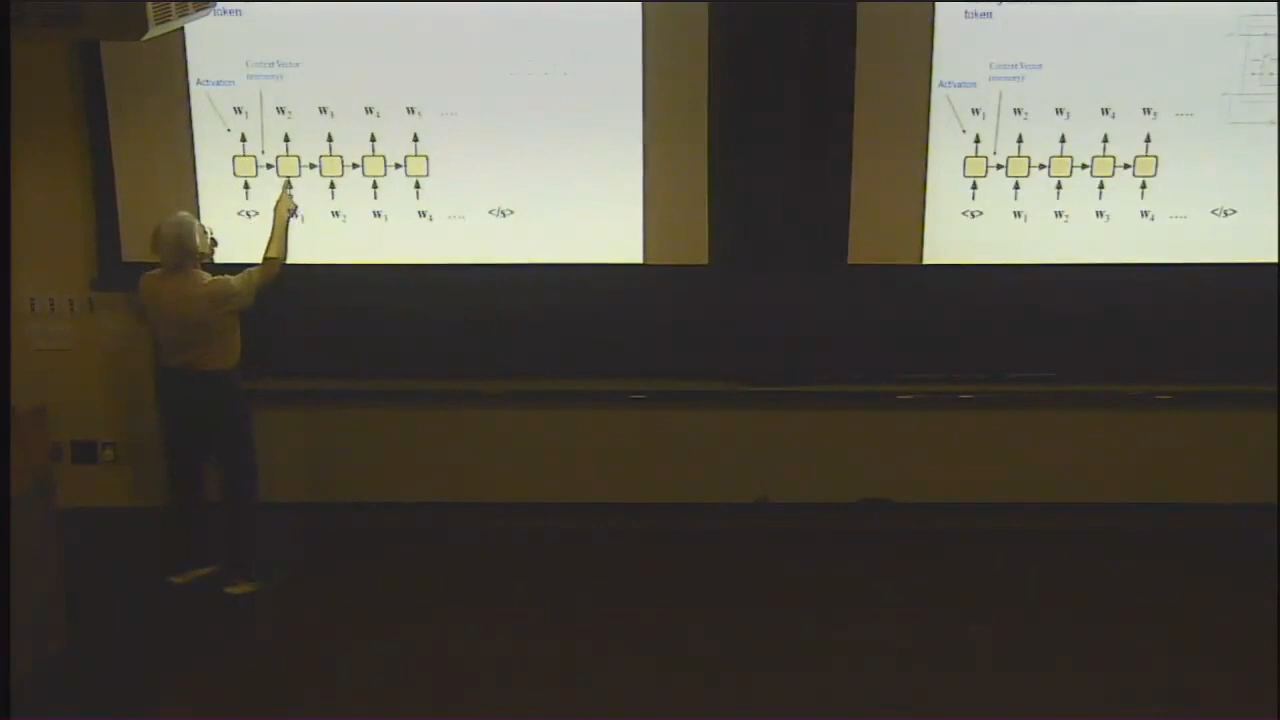 token
Context Vector
(memory)
Activation
W₁ W₂ W₃ W₄ W₅ ....
<s> W₁ W₂ W₃ W₄ .... </s>
token
Context Vector
(memory)
Activation
W₁ W₂ W₃ W₄ W₅ ....
<s> W₁ W₂ W₃ W₄ .... </s>